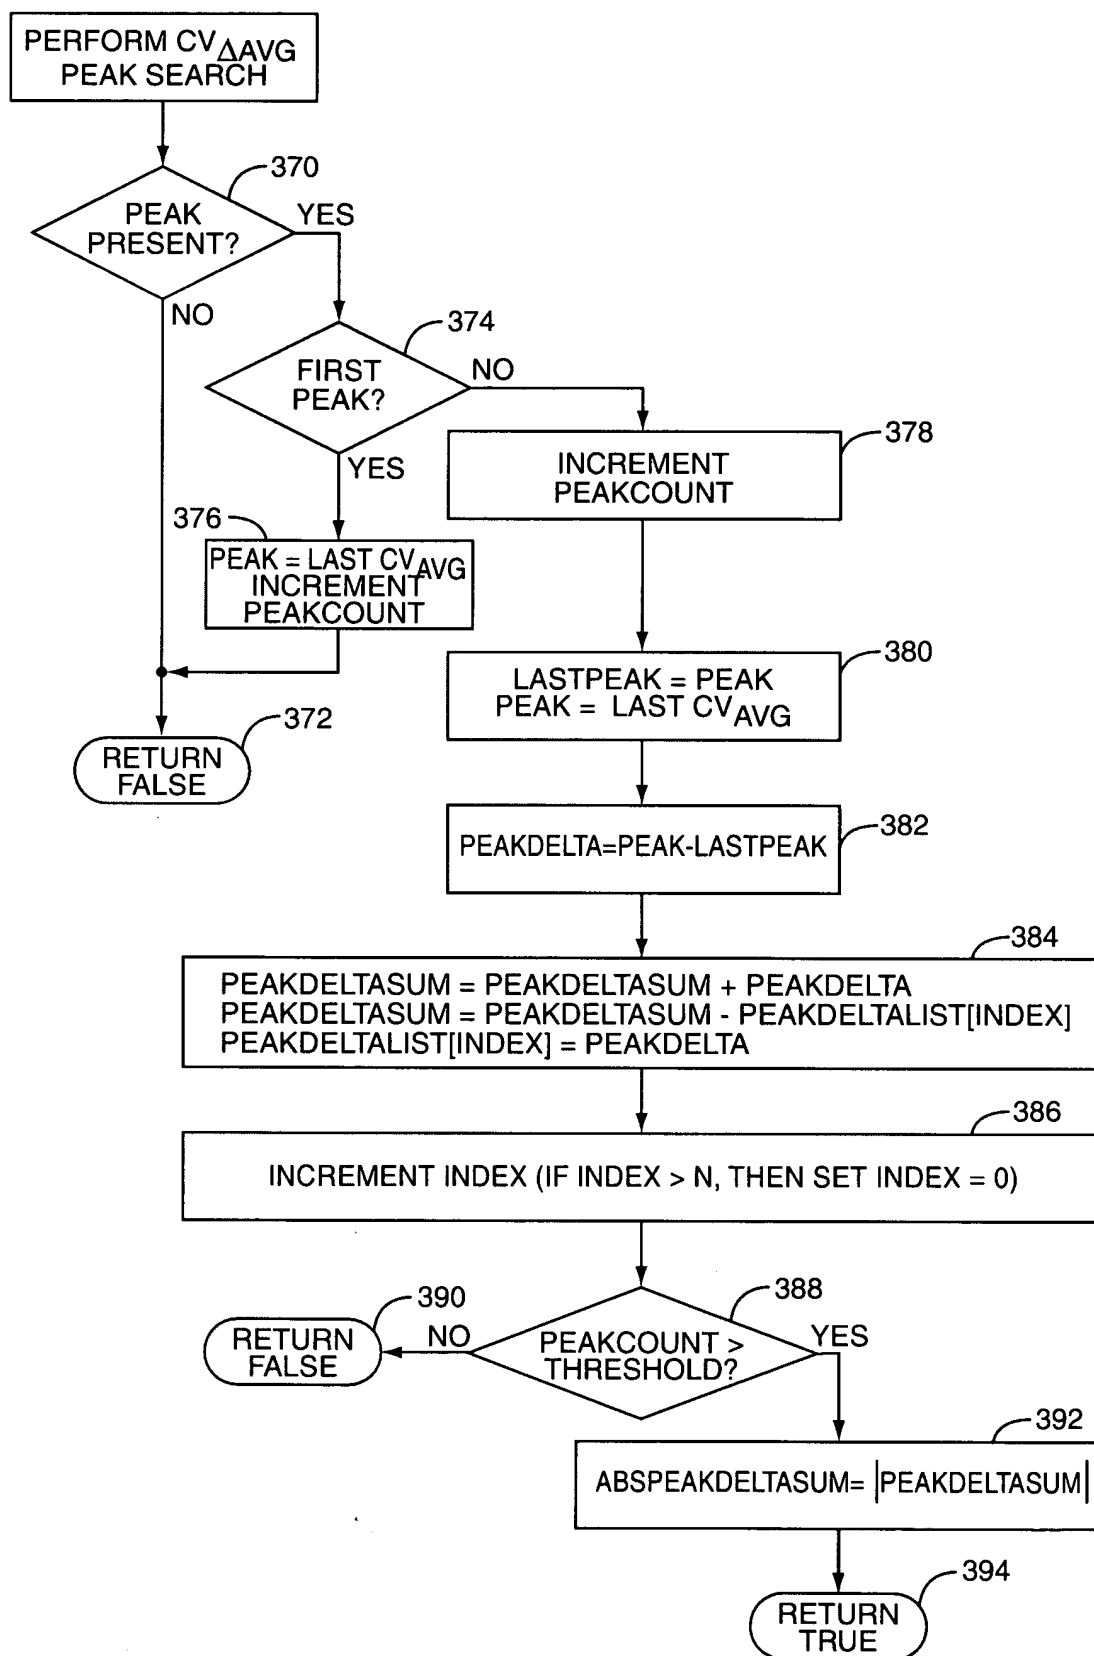 PERFORM CV ΔAVG
PEAK SEARCH
370
PEAK
PRESENT?
YES
NO
374
FIRST
PEAK?
NO
YES
378
INCREMENT
PEAKCOUNT
376
PEAK = LAST CVAVG
INCREMENT
PEAKCOUNT
380
LASTPEAK = PEAK
PEAK = LAST CVAVG
372
RETURN
FALSE
382
PEAKDELTA=PEAK-LASTPEAK
384
PEAKDELTASUM = PEAKDELTASUM + PEAKDELTA
PEAKDELTASUM = PEAKDELTASUM - PEAKDELTALIST[INDEX]
PEAKDELTALIST[INDEX] = PEAKDELTA
386
INCREMENT INDEX (IF INDEX > N, THEN SET INDEX = 0)
388
390
RETURN
FALSE
NO
PEAKCOUNT >
THRESHOLD?
YES
392
ABSPEAKDELTASUM= |PEAKDELTASUM|
394
RETURN
TRUE